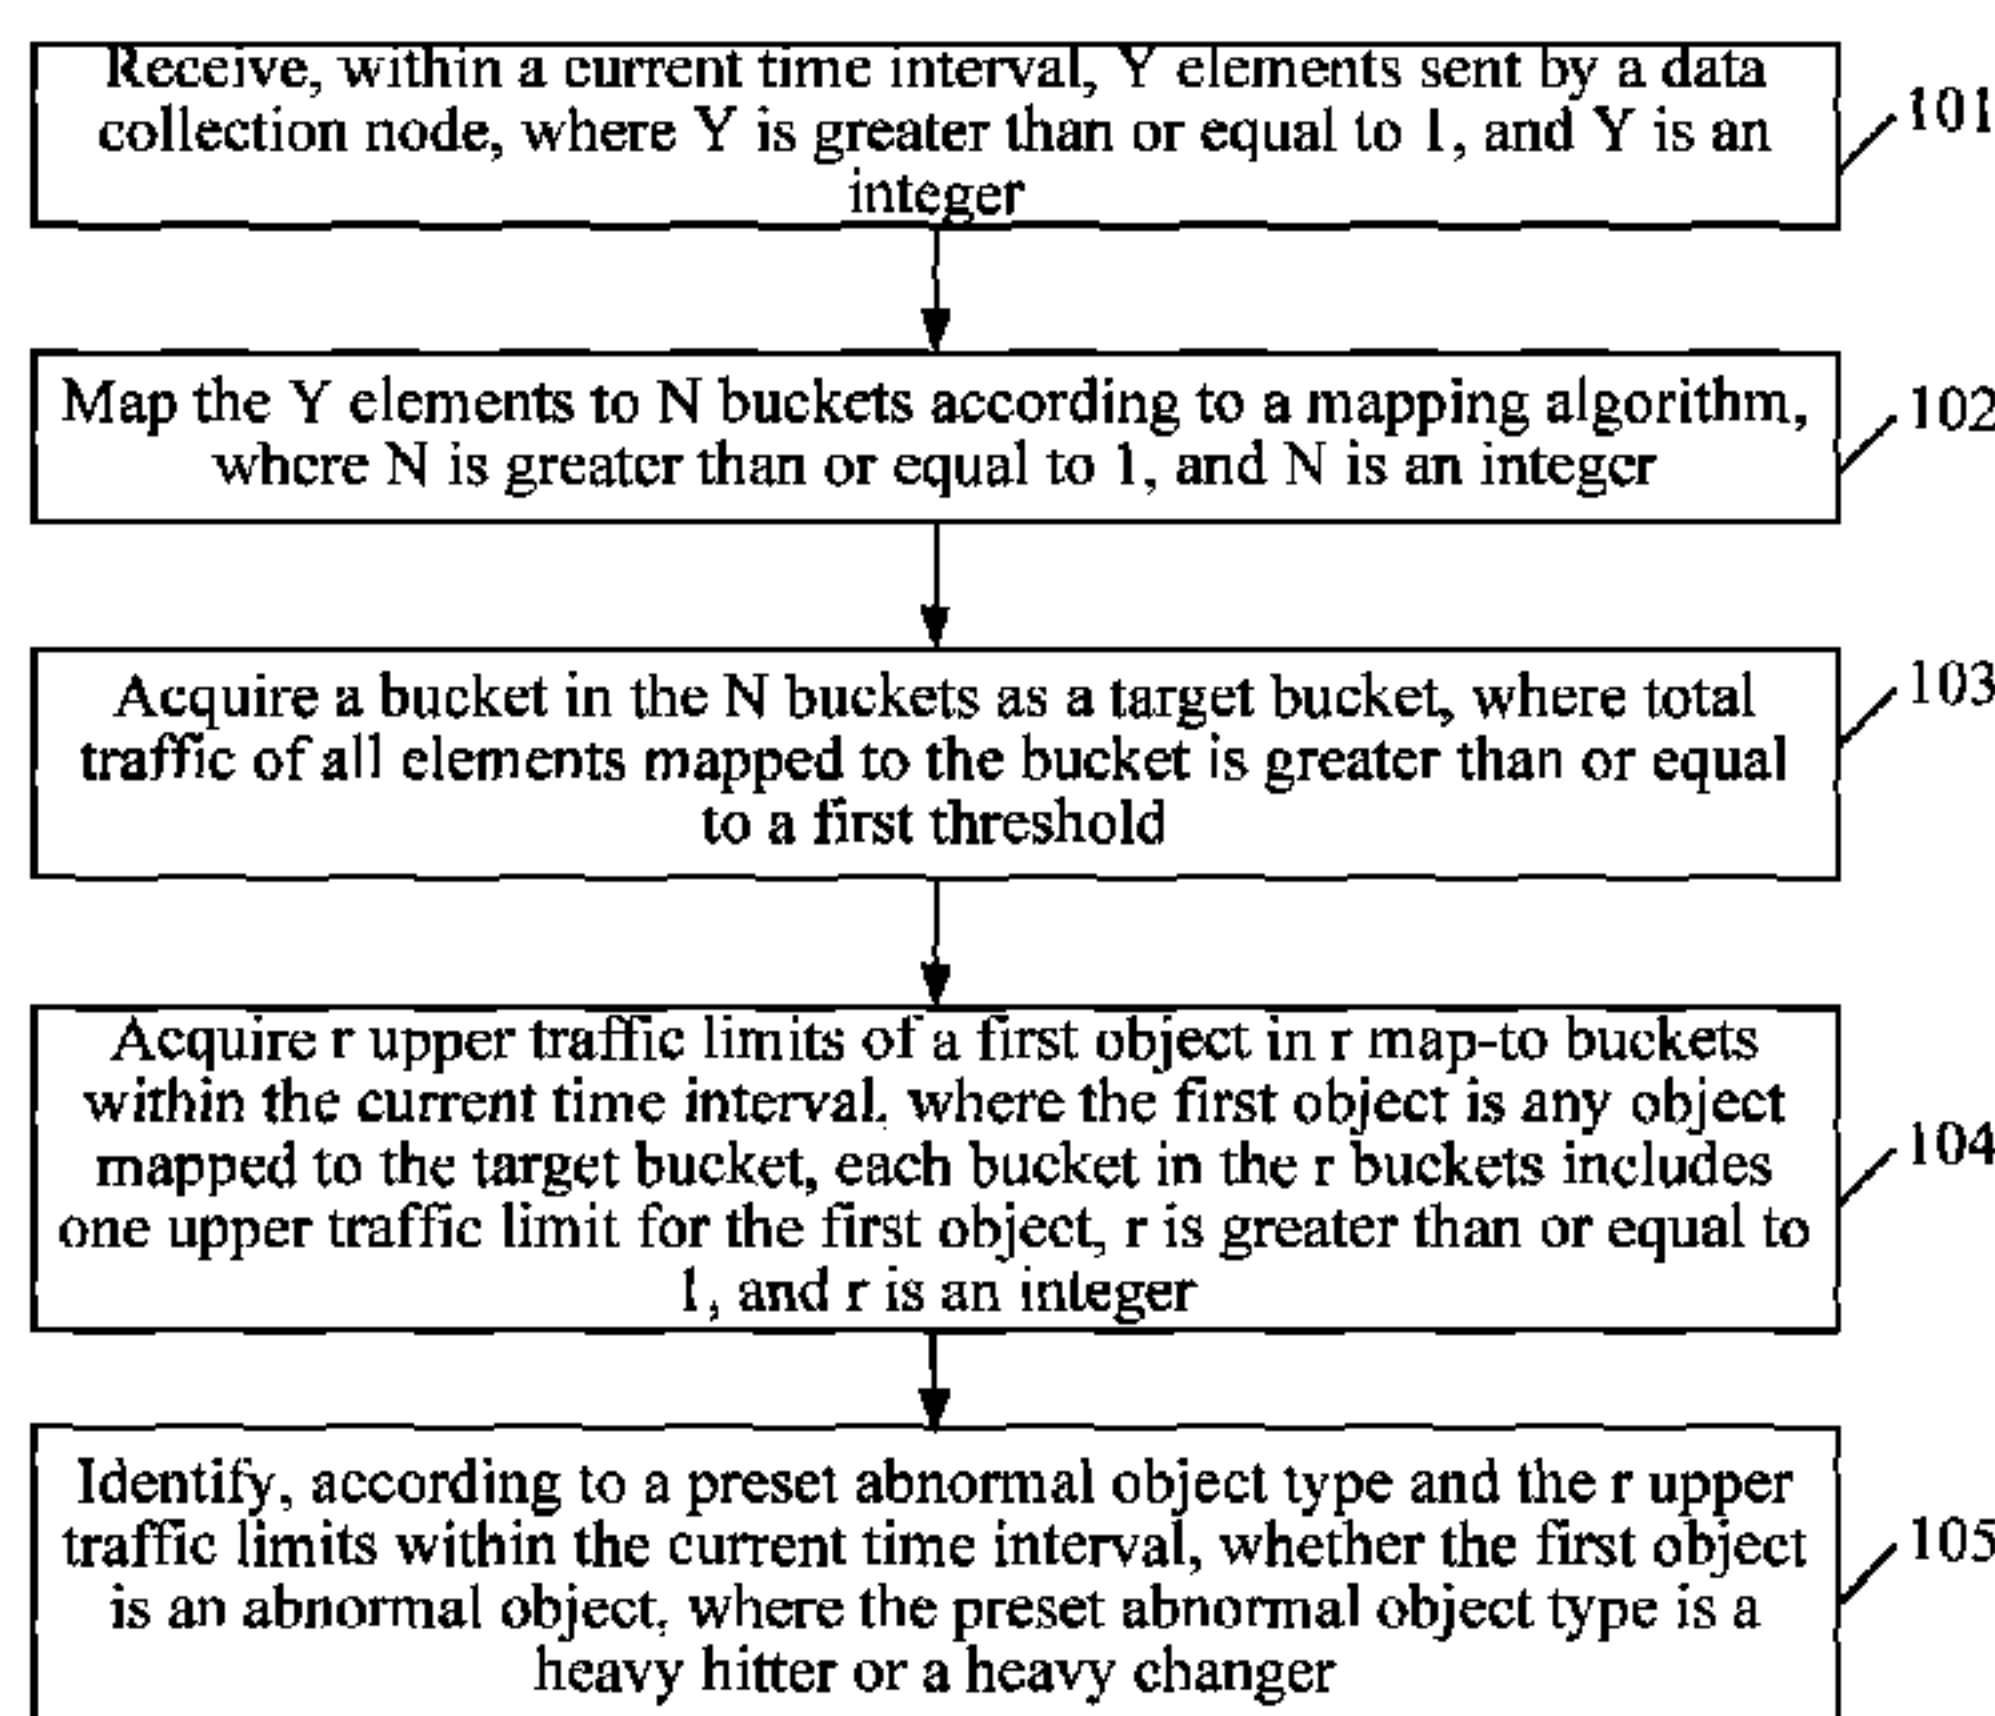 Receive, within a current time interval, Y elements sent by a data
collection node, where Y is greater than or equal to 1, and Y is an
integer
101
Map the Y elements to N buckets according to a mapping algorithm,
where N is greater than or equal to 1, and N is an integer
102
Acquire a bucket in the N buckets as a target bucket, where total
traffic of all elements mapped to the bucket is greater than or equal
to a first threshold
103
Acquire r upper traffic limits of a first object in r map-to buckets
within the current time interval, where the first object is any object
mapped to the target bucket, each bucket in the r buckets includes
one upper traffic limit for the first object, r is greater than or equal to
1, and r is an integer
104
Identify, according to a preset abnormal object type and the r upper
traffic limits within the current time interval, whether the first object
is an abnormal object, where the preset abnormal object type is a
heavy hitter or a heavy changer
105